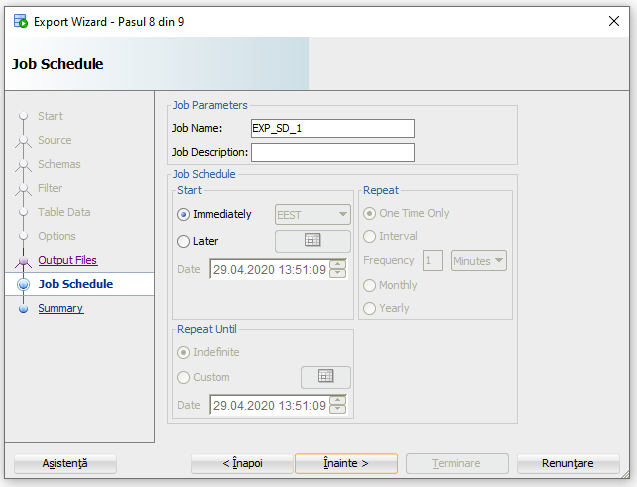 Export Wizard - Pasul 8 din 9
Job Schedule
Start
Source
Schemas
Filter
Table Data
Options
Output Files
Job Schedule
Summary
Job Parameters
Job Name: EXP_SD_1
Job Description:
Job Schedule
Start
Immediately EEST
Later
Date 29.04.2020 13:51:09
Repeat
One Time Only
Interval
Frequency 1 Minutes
Monthly
Yearly
Repeat Until
Indefinite
Custom
Date 29.04.2020 13:51:09
Asistență < Înapoi Înainte > Terminare Renunțare